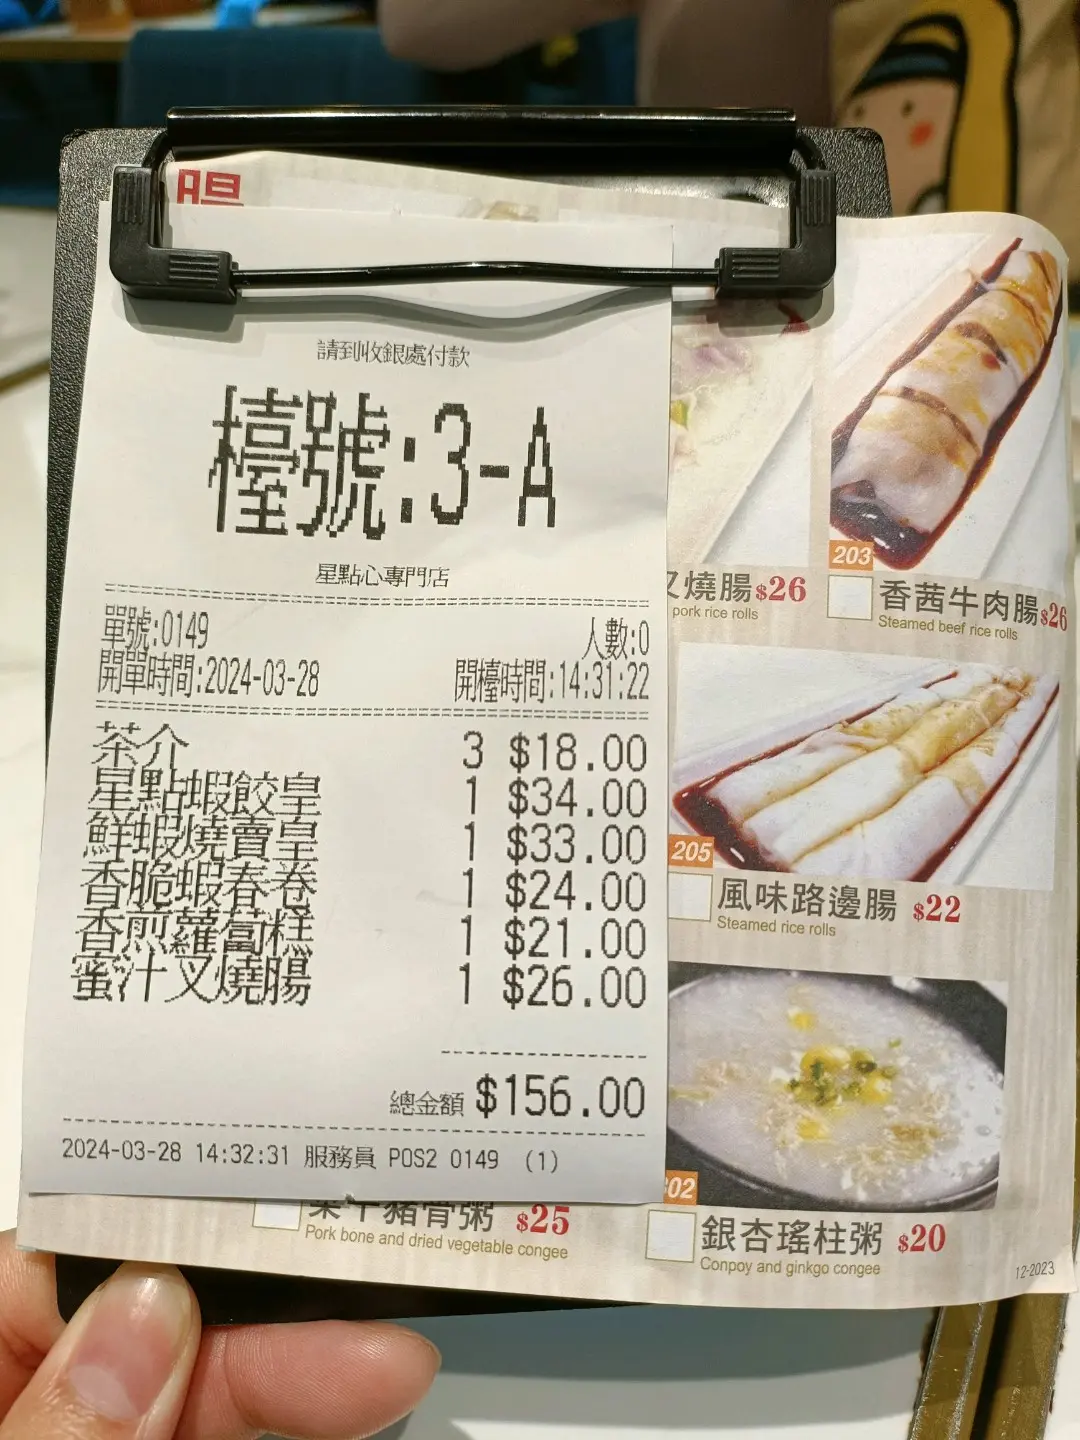 腸
請到收銀處付款
檯號:3-A
星點心專門店
單號:0149 人數:0
開單時間:2024-03-28 開檯時間:14:31:22
茶介 3 $18.00
星點蝦餃皇 1 $34.00
鮮蝦燒賣皇 1 $33.00
香脆蝦春卷 1 $24.00
香煎蘿蔔糕 1 $21.00
蜜汁叉燒腸 1 $26.00
總金額 $156.00
2024-03-28 14:32:31 服務員 POS2 0149 (1)
叉燒腸 $26
pork rice rolls
203
香茜牛肉腸 $26
Steamed beef rice rolls
205
風味路邊腸 $22
Steamed rice rolls
菜干豬骨粥 $25
Pork bone and dried vegetable congee
602
銀杏瑤柱粥 $20
Conpoy and ginkgo congee
12-2023